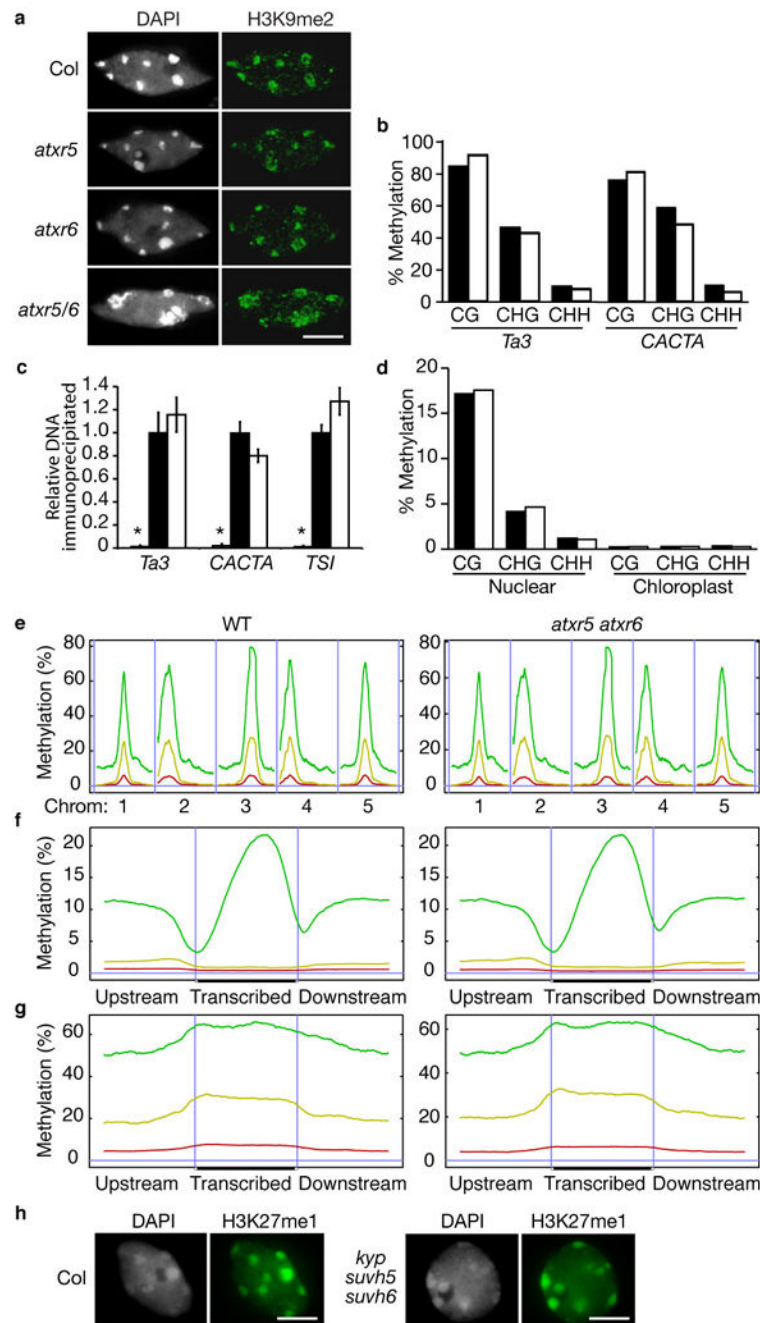 a
DAPI H3K9me2
Col
atxr5
atxr6
atxr5/6
b
% Methylation
100
80
60
40
20
0
CG CHG CHH CG CHG CHH
Ta3 CACTA
c
Relative DNA
immunoprecipitated
1.4
1.2
1.0
0.8
0.6
0.4
0.2
0
* * *
Ta3 CACTA TSI
d
% Methylation
20
15
10
5
0
CG CHG CHH CG CHG CHH
Nuclear Chloroplast
e
WT atxr5 atxr6
Methylation (%)
80
60
40
20
0
80
60
40
20
0
Chrom: 1 2 3 4 5 1 2 3 4 5
f
Methylation (%)
20
15
10
5
0
20
15
10
5
0
Upstream Transcribed Downstream Upstream Transcribed Downstream
g
Methylation (%)
60
40
20
0
60
40
20
0
Upstream Transcribed Downstream Upstream Transcribed Downstream
h
DAPI H3K27me1 DAPI H3K27me1
Col
kyp
suvh5
suvh6